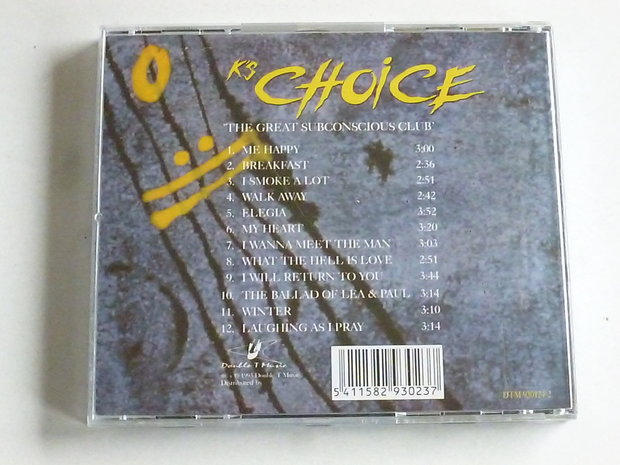 K's CHOICE
'THE GREAT SUBCONSCIOUS CLUB'
1. ME HAPPY 3:00
2. BREAKFAST 2:36
3. I SMOKE A LOT 2:51
4. WALK AWAY 2:42
5. ELEGIA 3:52
6. MY HEART 3:20
7. I WANNA MEET THE MAN 3:03
8. WHAT THE HELL IS LOVE 2:51
9. I WILL RETURN TO YOU 3:44
10. THE BALLAD OF LEA & PAUL 3:14
11. WINTER 3:10
12. LAUGHING AS I PRAY 3:14
Double T Music
1993 Double T Music
Distributed by
5 411582 930237